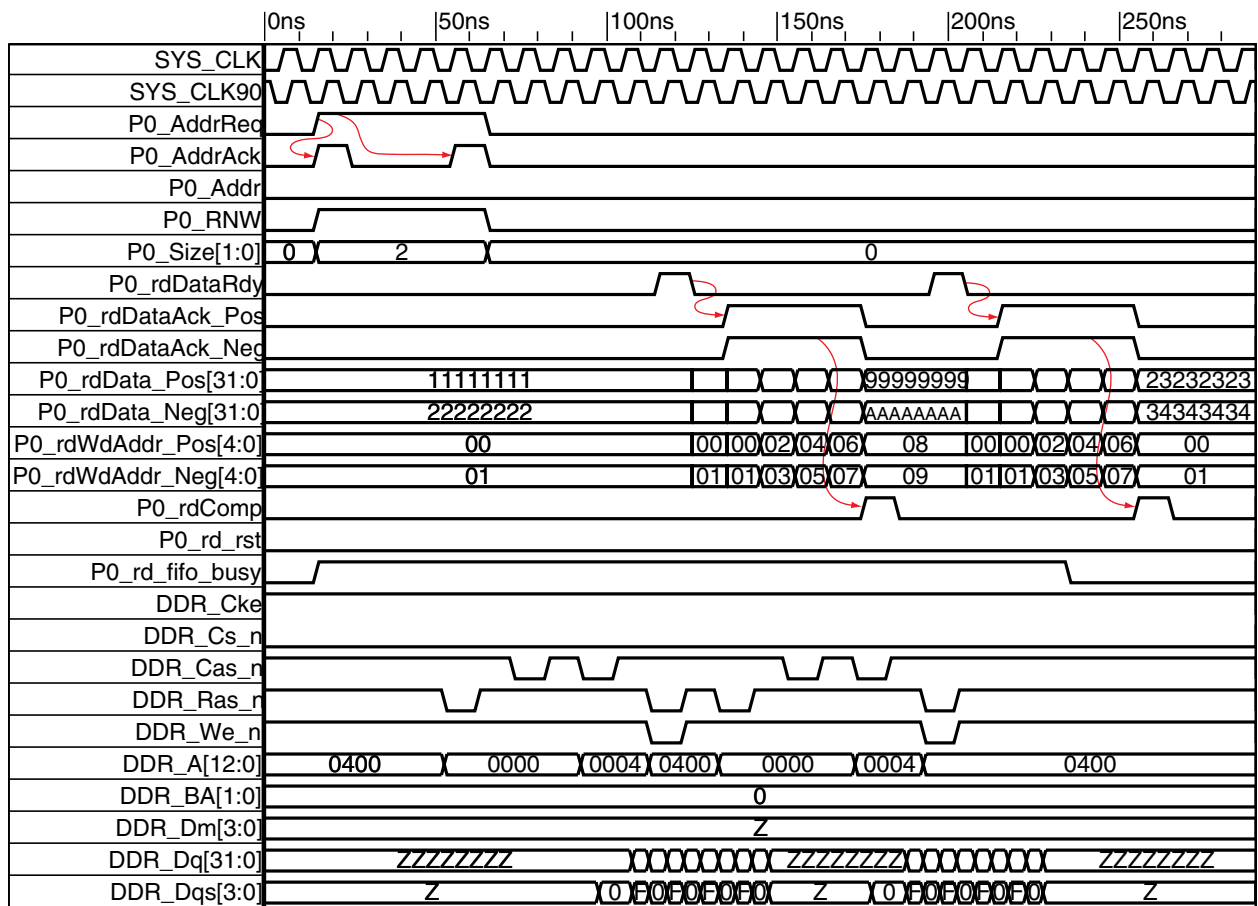 0ns 50ns 100ns 150ns 200ns 250ns
SYS_CLK
SYS_CLK90
P0_AddrReq
P0_AddrAck
P0_Addr
P0_RNW
P0_Size[1:0] 0 2 0
P0_rdDataRdy
P0_rdDataAck_Pos
P0_rdDataAck_Neg
P0_rdData_Pos[31:0] 11111111 99999999 23232323
P0_rdData_Neg[31:0] 22222222 AAAAAAAA 34343434
P0_rdWdAddr_Pos[4:0] 00 00 00 02 04 06 08 00 00 02 04 06 00
P0_rdWdAddr_Neg[4:0] 01 01 01 03 05 07 09 01 01 03 05 07 01
P0_rdComp
P0_rd_rst
P0_rd_fifo_busy
DDR_Cke
DDR_Cs_n
DDR_Cas_n
DDR_Ras_n
DDR_We_n
DDR_A[12:0] 0400 0000 0004 0400 0000 0004 0400
DDR_BA[1:0] 0
DDR_Dm[3:0] Z
DDR_Dq[31:0] ZZZZZZZZ ZZZZZZZZ ZZZZZZZZ
DDR_Dqs[3:0] Z 0 F 0 F 0 F 0 F 0 Z 0 F 0 F 0 F 0 F 0 Z